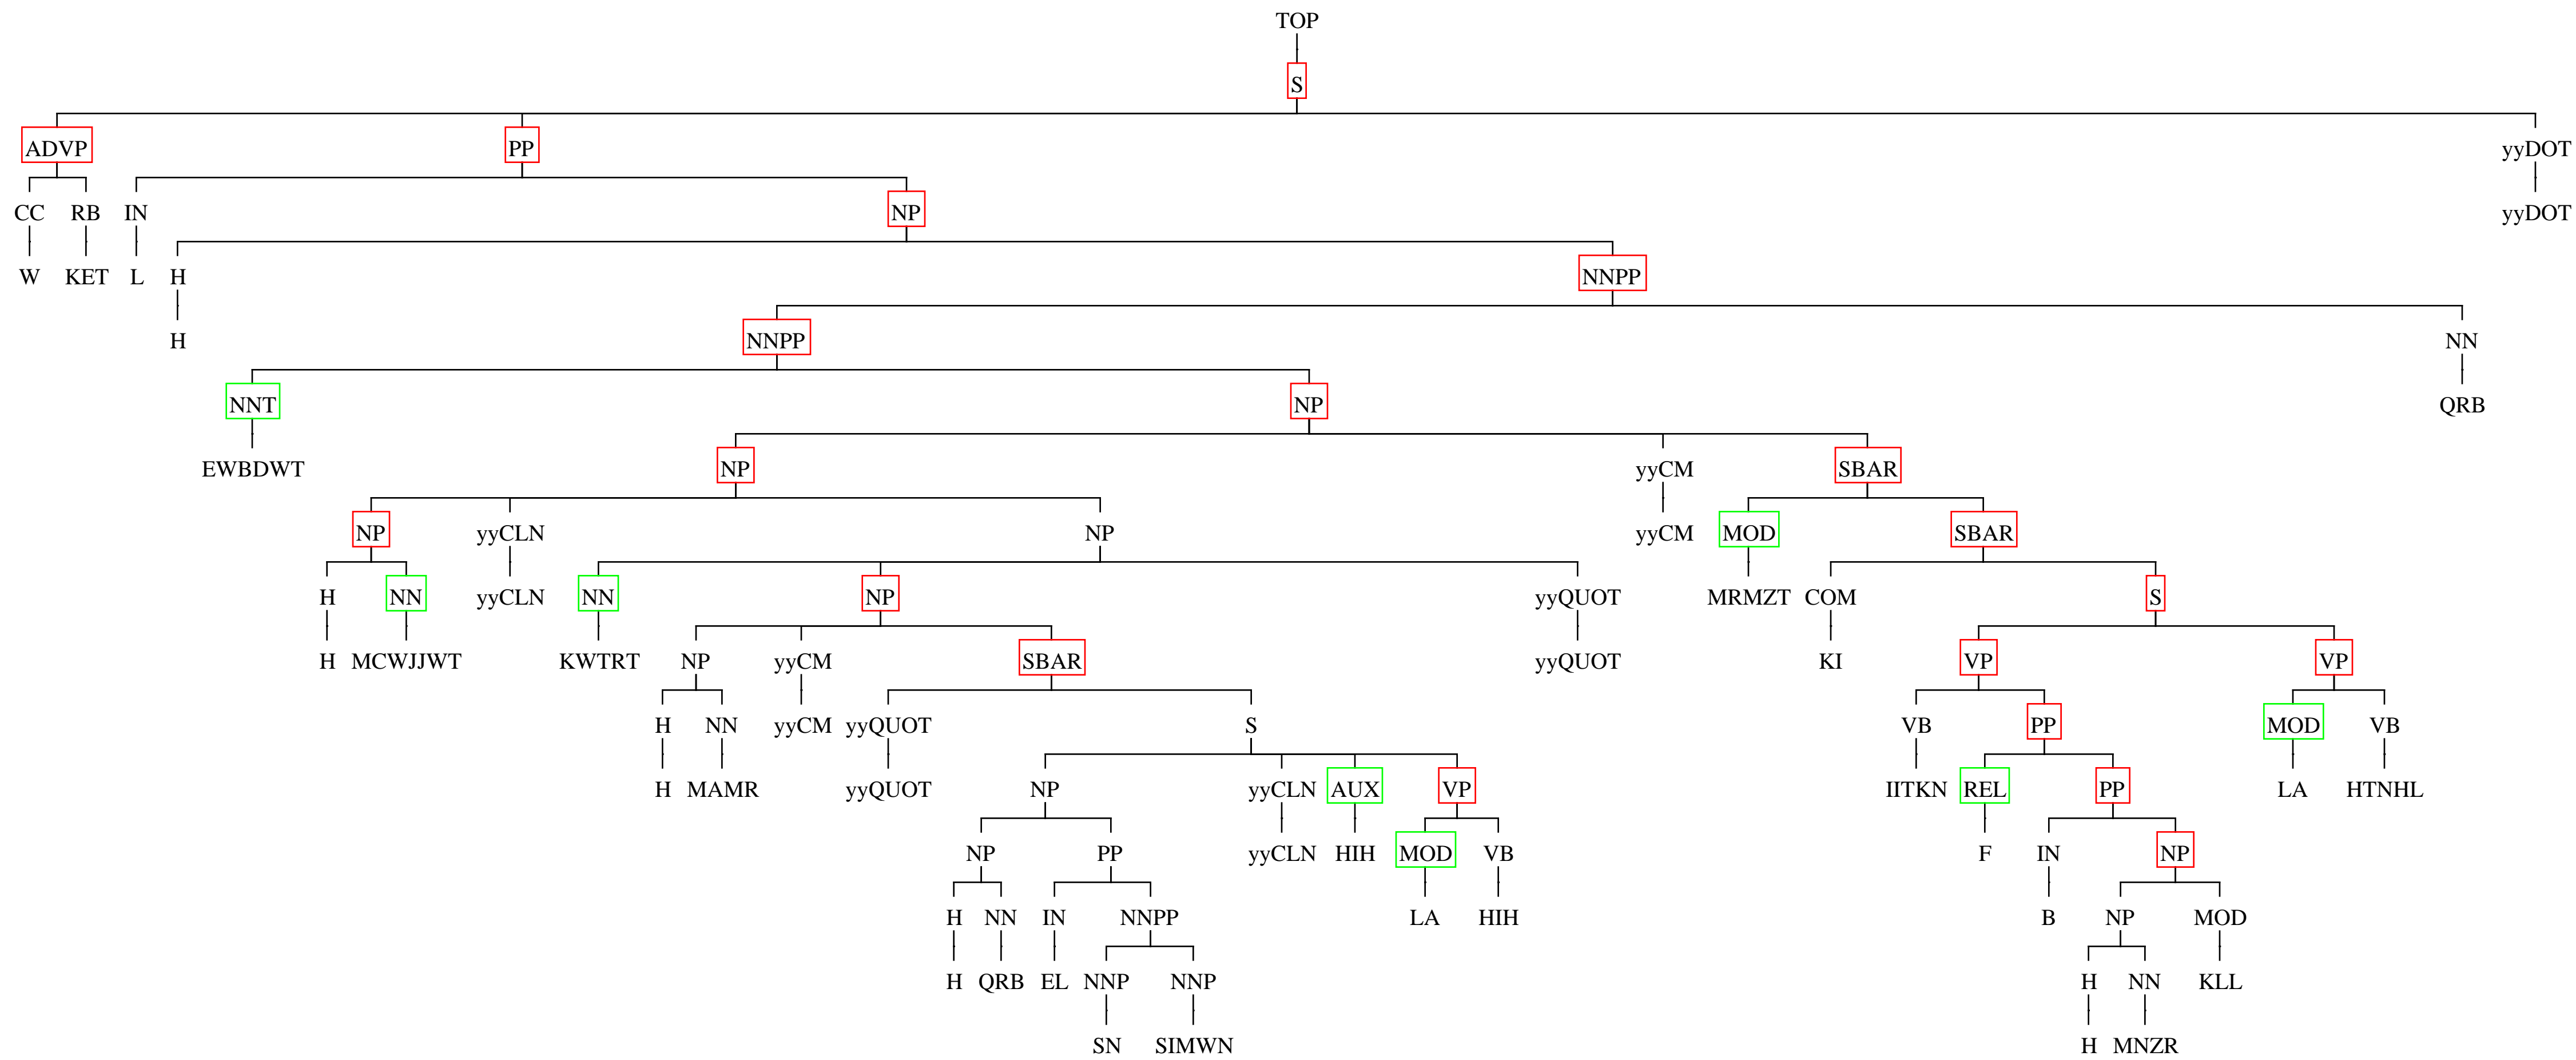 TOP
S
ADVP PP yyDOT
CC RB IN NP yyDOT
W KET L H NNPP
H NNPP NN
NNT NP QRB
EWBDWT NP yyCM SBAR
NP yyCLN NP yyCM MOD SBAR
H NN yyCLN NN NP yyQUOT MRMZT COM S
H MCWJJWT KWTRT NP yyCM SBAR yyQUOT KI VP VP
H NN yyCM yyQUOT S VB PP MOD VB
H MAMR yyQUOT NP yyCLN AUX VP IITKN REL PP LA HTNHL
NP PP yyCLN HIH MOD VB F IN NP
H NN IN NNPP LA HIH B NP MOD
H QRB EL NNP NNP H NN KLL
SN SIMWN H MNZR